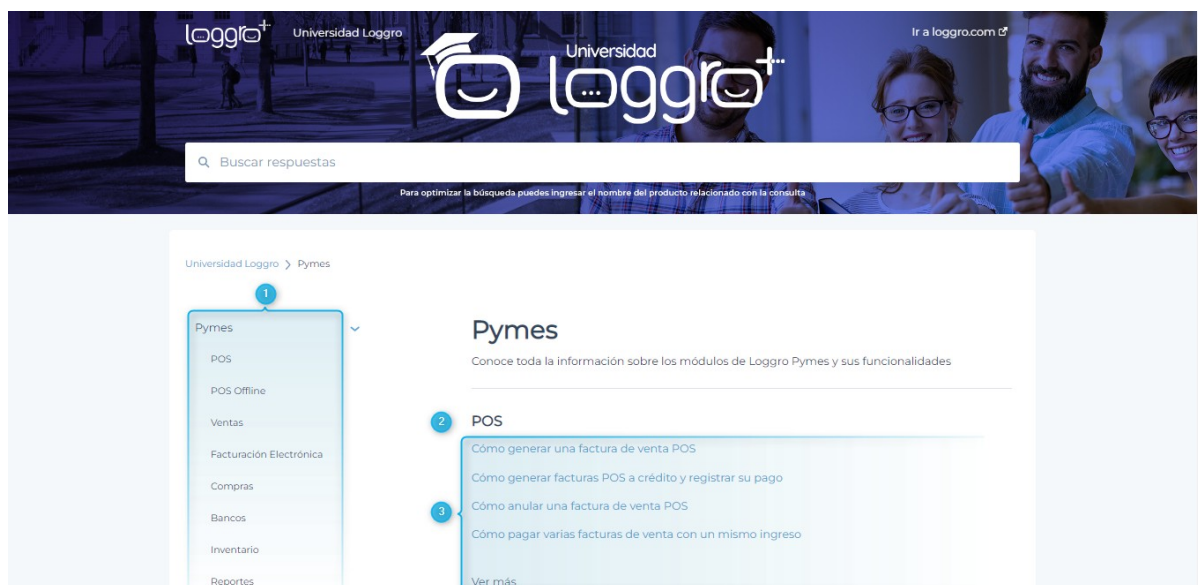 loggro+
Universidad Loggro
Ir a loggro.com
Universidad
loggro+
Buscar respuestas
Para optimizar la búsqueda puedes ingresar el nombre del producto relacionado con la consulta
Universidad Loggro > Pymes
1
Pymes
POS
POS Offline
Ventas
Facturación Electrónica
Compras
Bancos
Inventario
Reportes
Pymes
Conoce toda la información sobre los módulos de Loggro Pymes y sus funcionalidades
2
POS
Cómo generar una factura de venta POS
Cómo generar facturas POS a crédito y registrar su pago
3
Cómo anular una factura de venta POS
Cómo pagar varias facturas de venta con un mismo ingreso
Ver más